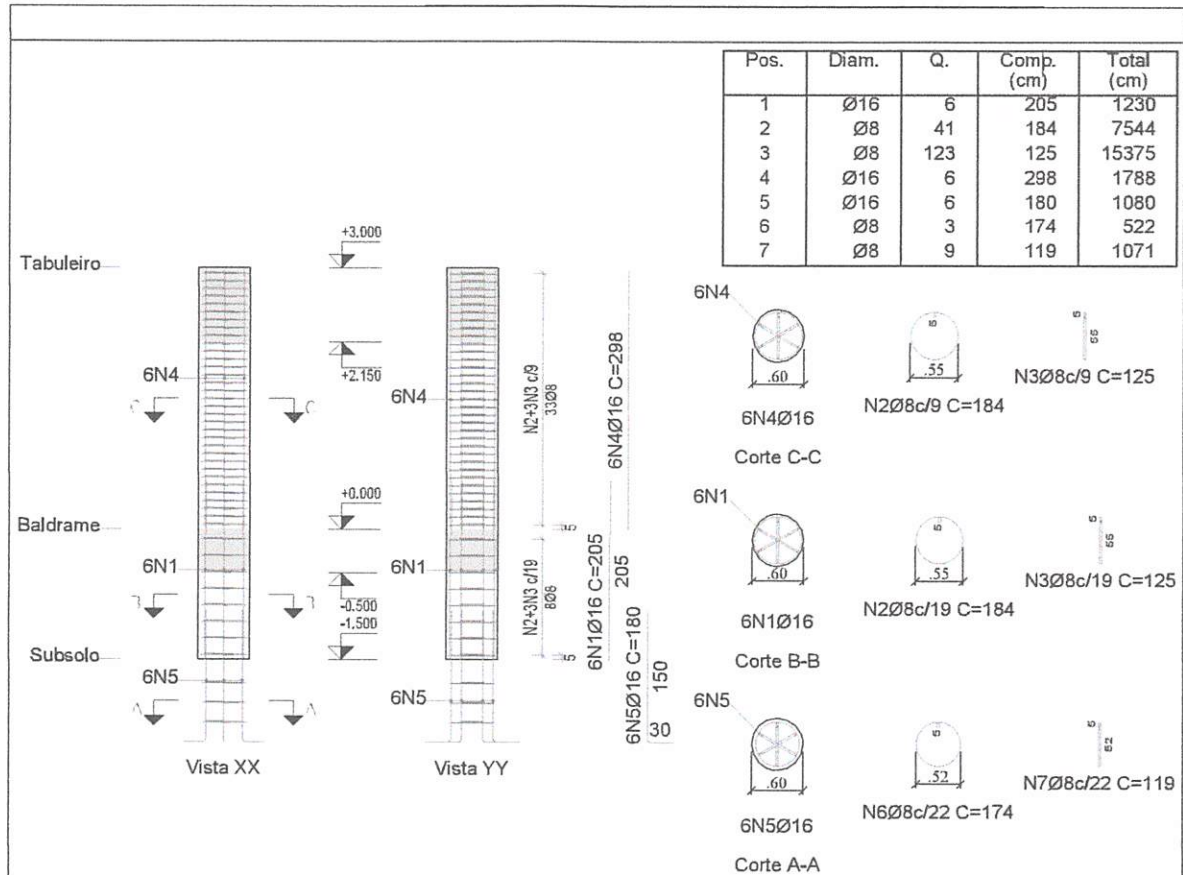 Pos. Diam. Q. Comp. (cm) Total (cm)
1 Ø16 6 205 1230
2 Ø8 41 184 7544
3 Ø8 123 125 15375
4 Ø16 6 298 1788
5 Ø16 6 180 1080
6 Ø8 3 174 522
7 Ø8 9 119 1071
Tabuleiro
+3.000
+2.150
6N4
6N4
C C
Baldrame
+0.000
6N1
6N1
-0.500
B B
-1.500
Subsolo
6N5
6N5
A A
Vista XX
Vista YY
N2+3N3 c/9
33Ø8
5
N2+3N3 c/19
8Ø8
5
6N4Ø16 C=298
6N1Ø16 C=205
205
6N5Ø16 C=180
150
30
6N4
.60
6N4Ø16
Corte C-C
5
.55
N2Ø8c/9 C=184
5
55
N3Ø8c/9 C=125
6N1
.60
6N1Ø16
Corte B-B
5
.55
N2Ø8c/19 C=184
5
55
N3Ø8c/19 C=125
6N5
.60
6N5Ø16
Corte A-A
5
.52
N6Ø8c/22 C=174
5
52
N7Ø8c/22 C=119